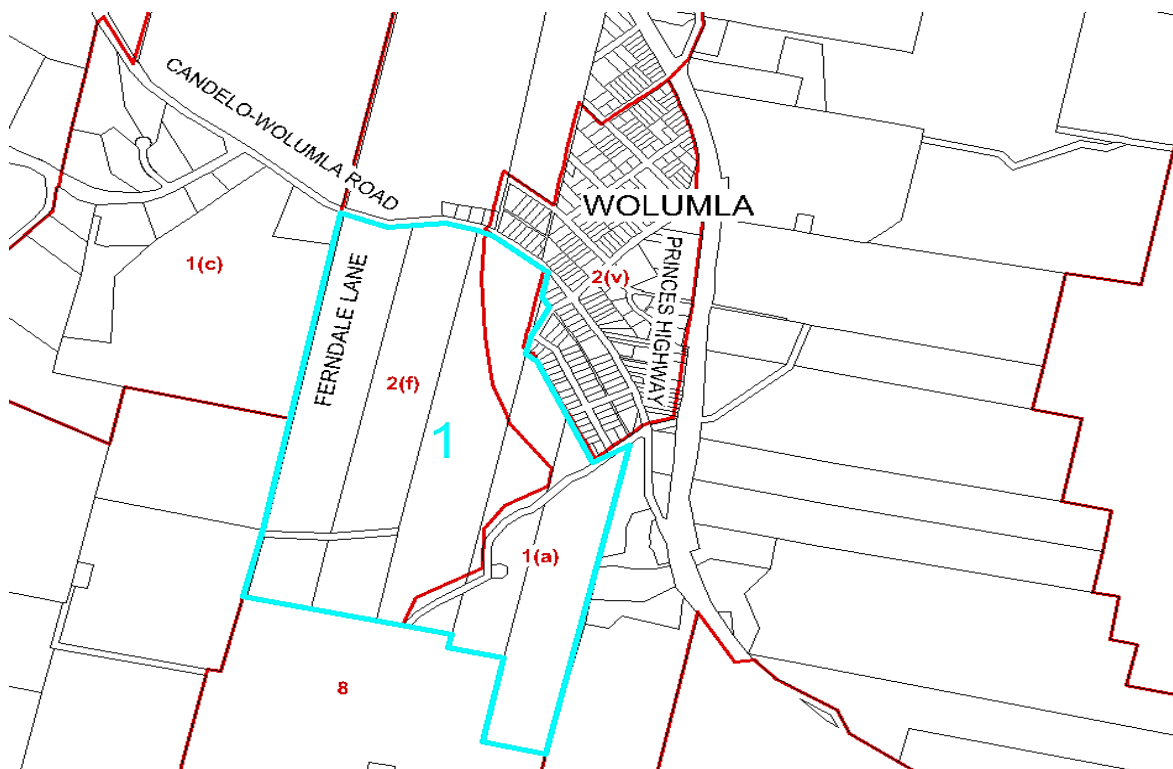 CANDELO-WOLUMLA ROAD
WOLUMLA
1(c)
2(v)
FERNDALE LANE
PRINCES HIGHWAY
2(f)
1
1(a)
8